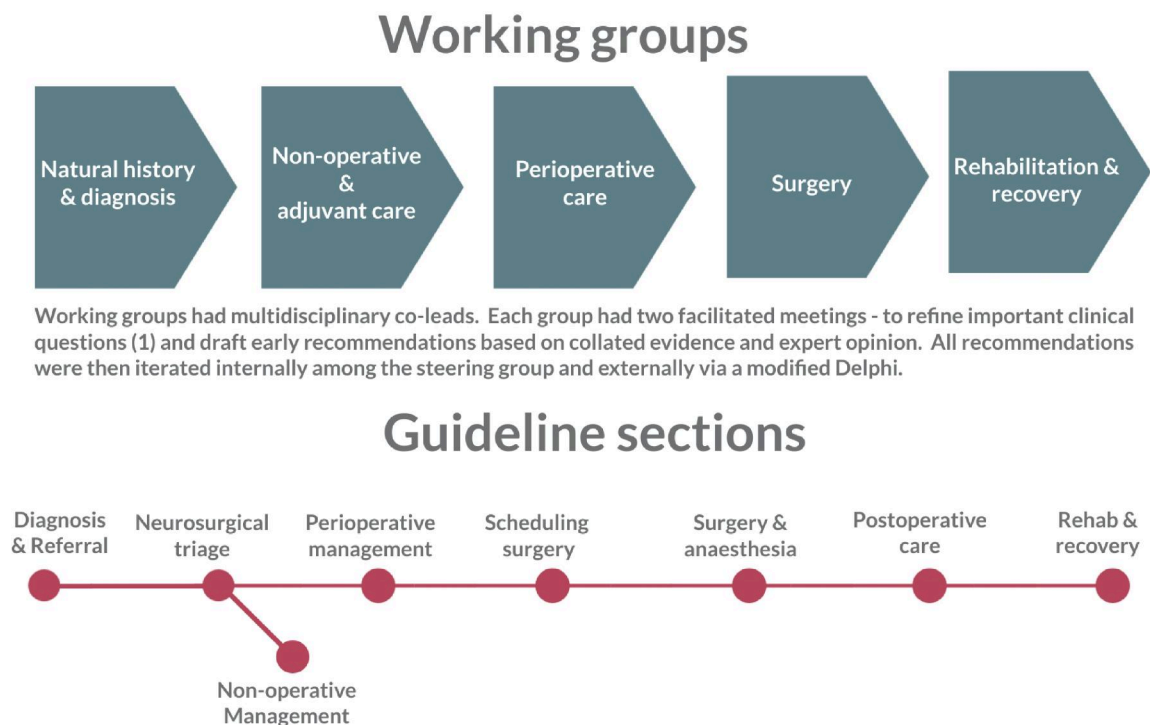 Working groups
Natural history
& diagnosis
Non-operative
&
adjuvant care
Perioperative
care
Surgery
Rehabilitation &
recovery
Working groups had multidisciplinary co-leads.  Each group had two facilitated meetings - to refine important clinical
questions (1) and draft early recommendations based on collated evidence and expert opinion.  All recommendations
were then iterated internally among the steering group and externally via a modified Delphi.
Guideline sections
Diagnosis
& Referral
Neurosurgical
triage
Perioperative
management
Scheduling
surgery
Surgery &
anaesthesia
Postoperative
care
Rehab &
recovery
Non-operative
Management